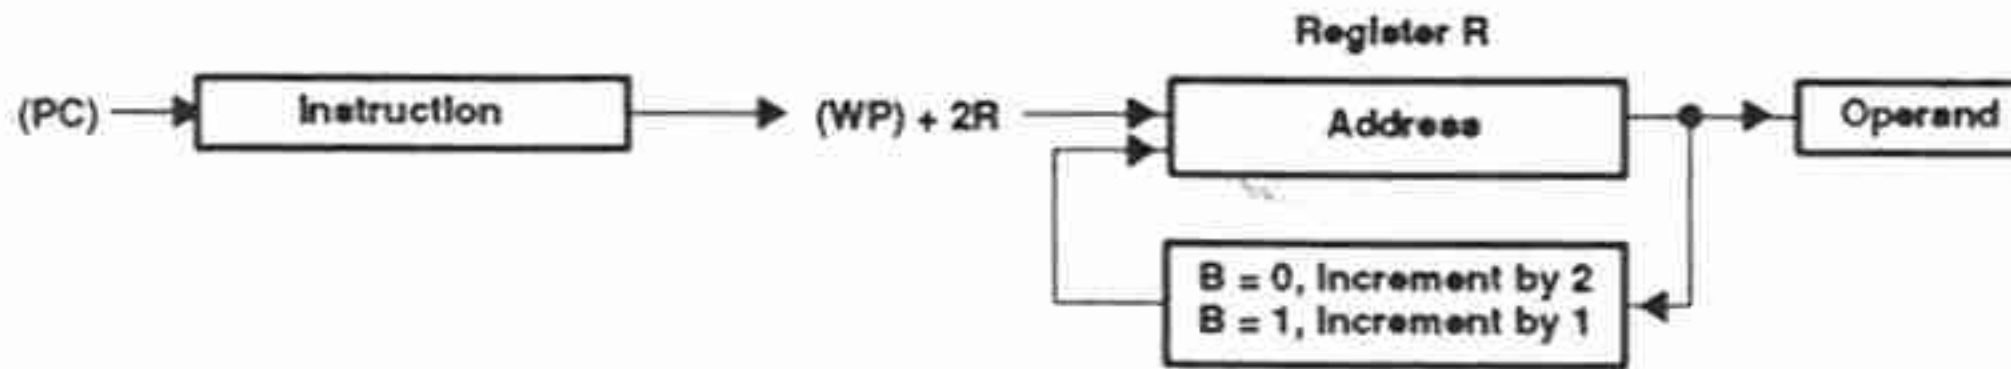 Register R
(PC)
Instruction
(WP) + 2R
Address
Operand
B = 0, Increment by 2
B = 1, Increment by 1